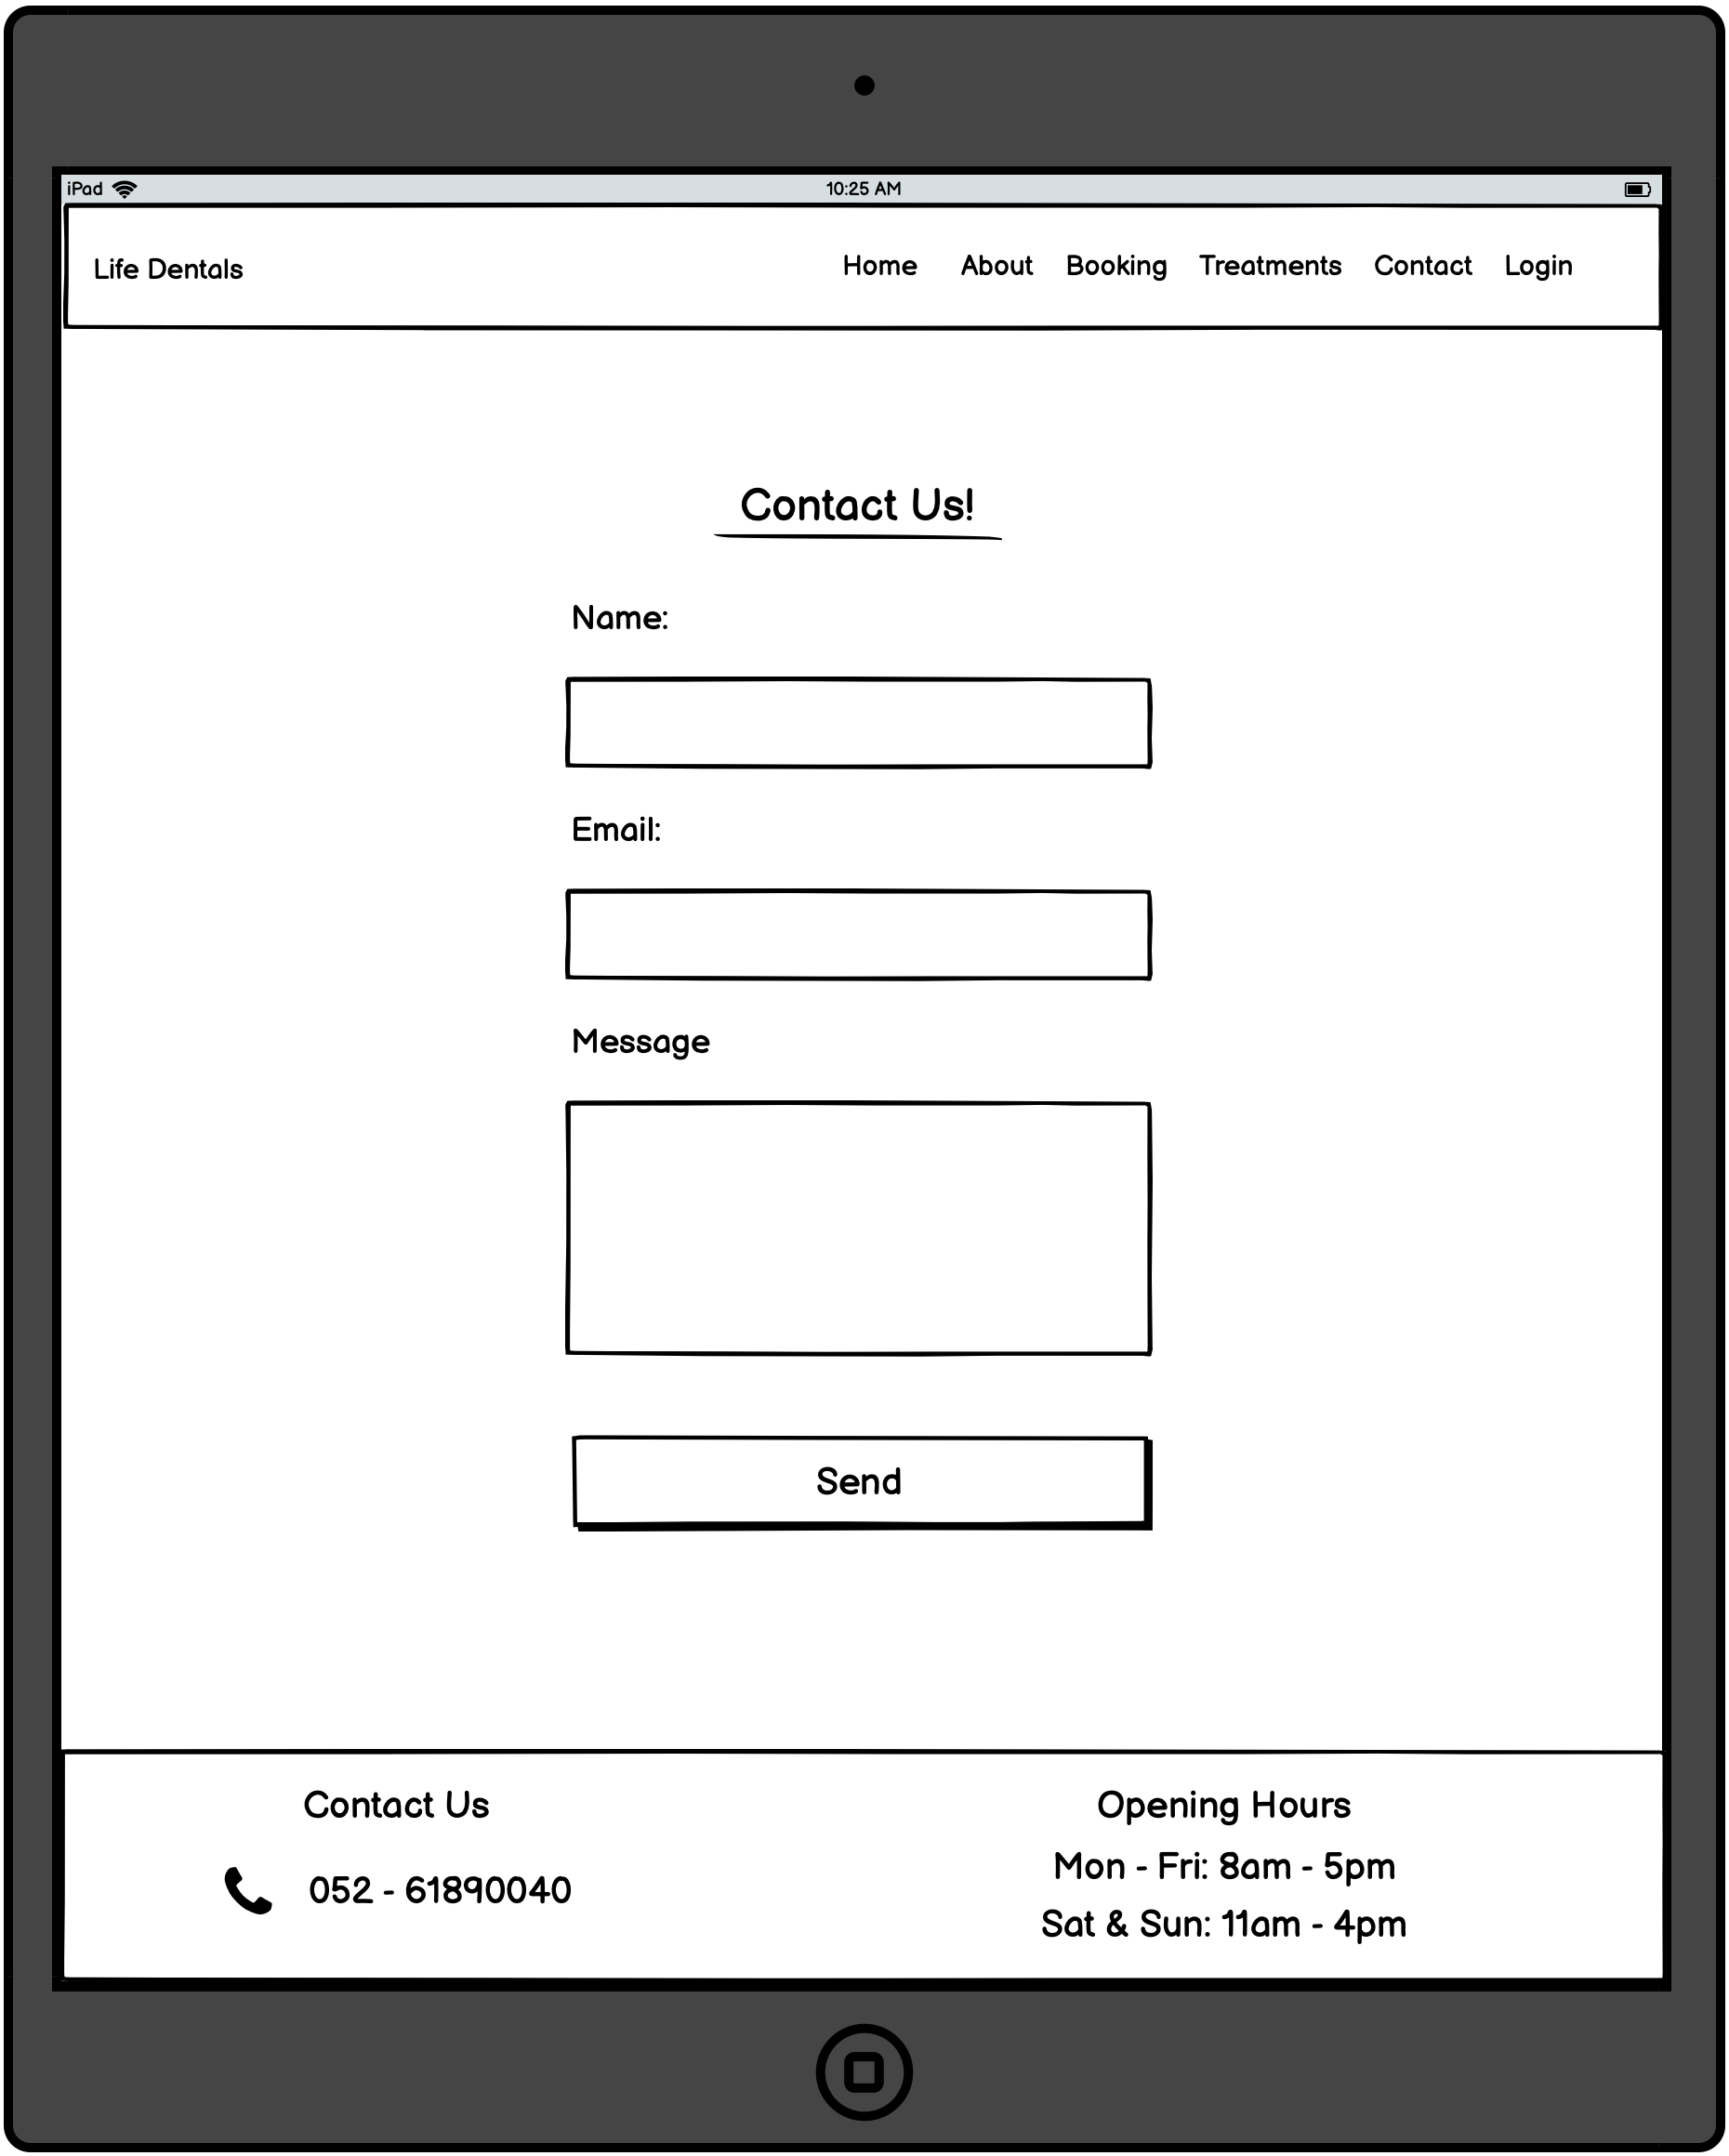 iPad 10:25 AM
Life Dentals Home About Booking Treatments Contact Login
Contact Us!
Name:
Email:
Message
Send
Contact Us
052 - 61890040
Opening Hours
Mon - Fri: 8am - 5pm
Sat & Sun: 11am - 4pm